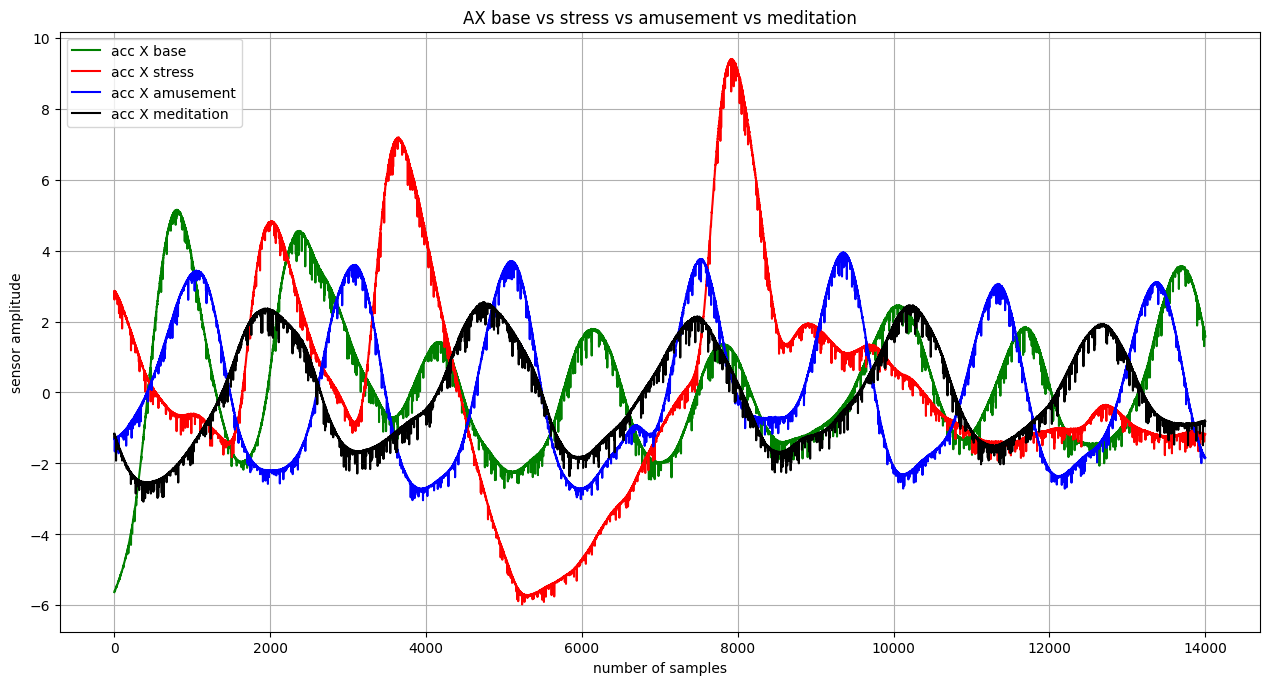 AX base vs stress vs amusement vs meditation
acc X base
acc X stress
acc X amusement
acc X meditation
sensor amplitude
10
8
6
4
2
0
−2
−4
−6
0 2000 4000 6000 8000 10000 12000 14000
number of samples